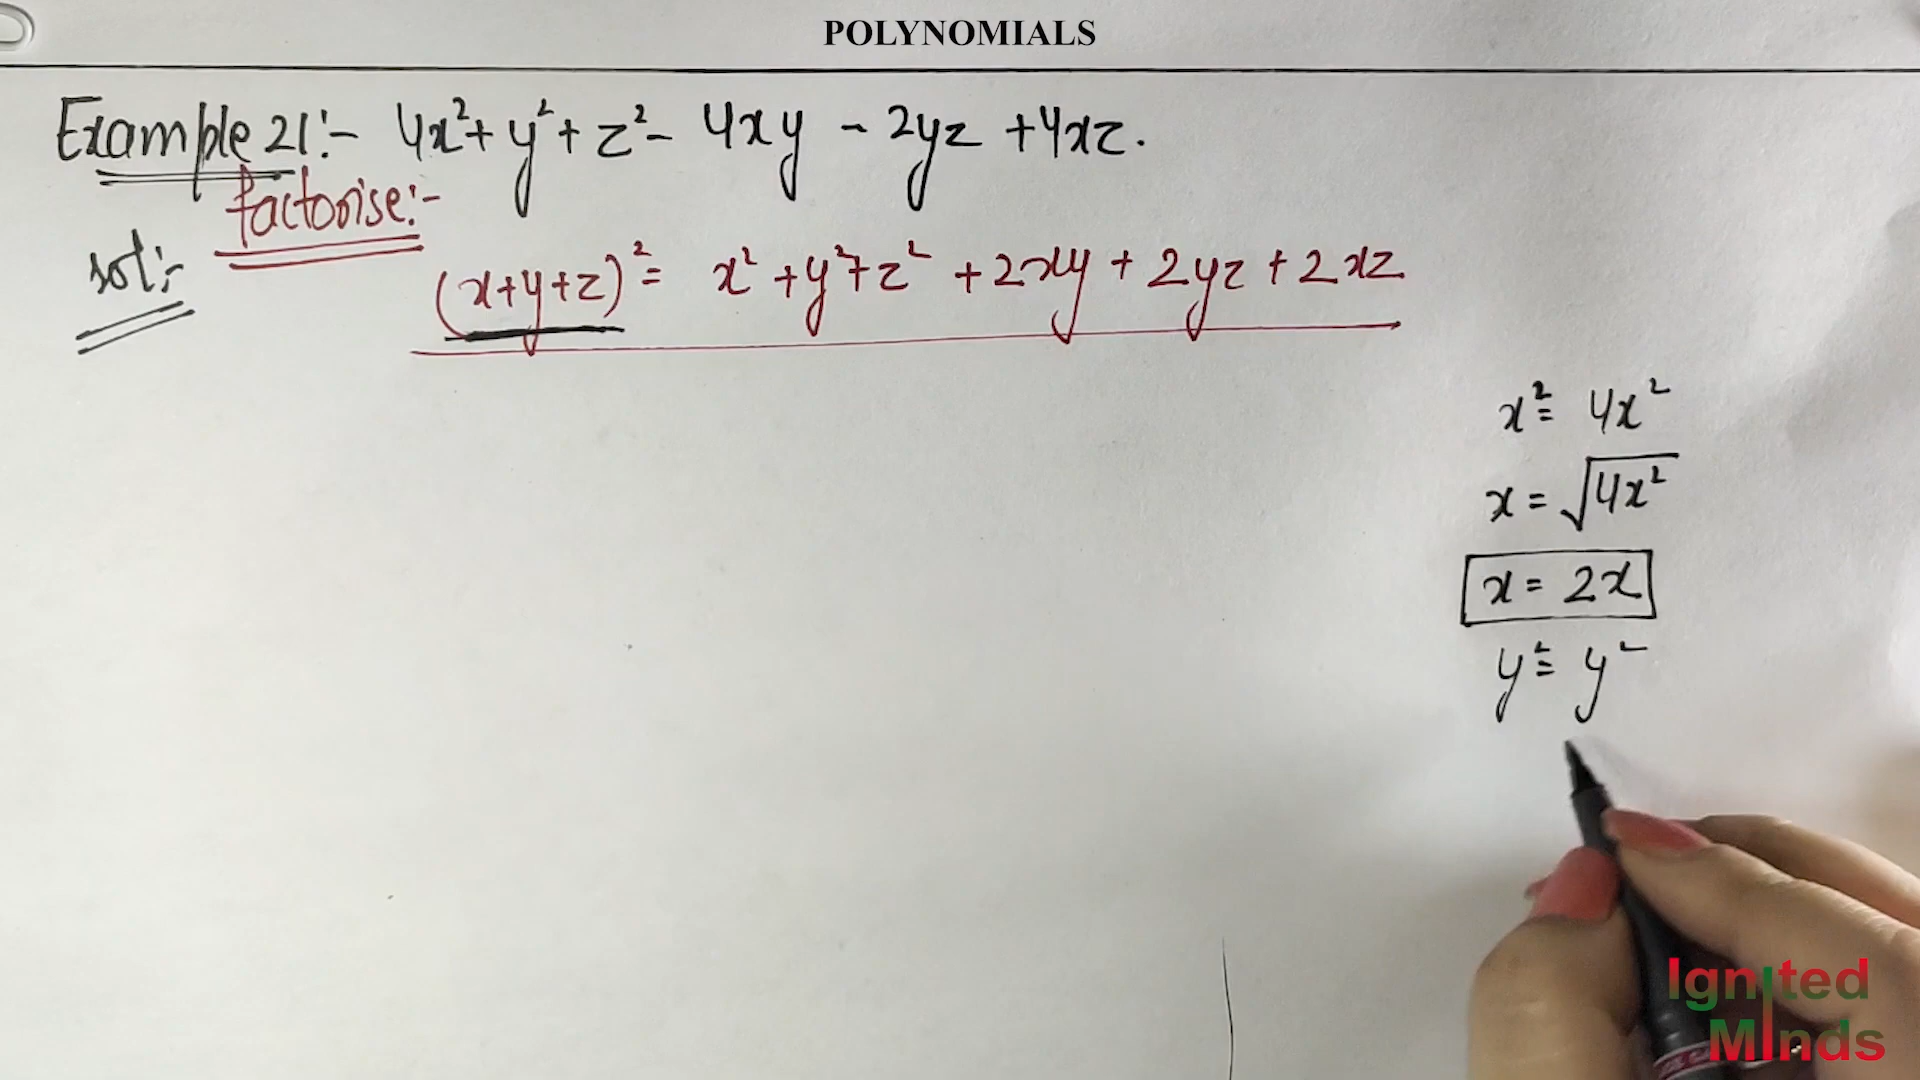 POLYNOMIALS
Example 21:- 4x²+ y²+ z²- 4xy - 2yz +4xz.
factorise:-
sol:-
(x+y+z)²= x²+y²+z² +2xy+2yz+2xz
x²= 4x²
x= √4x²
x= 2x
y²= y²
Ignited
Minds